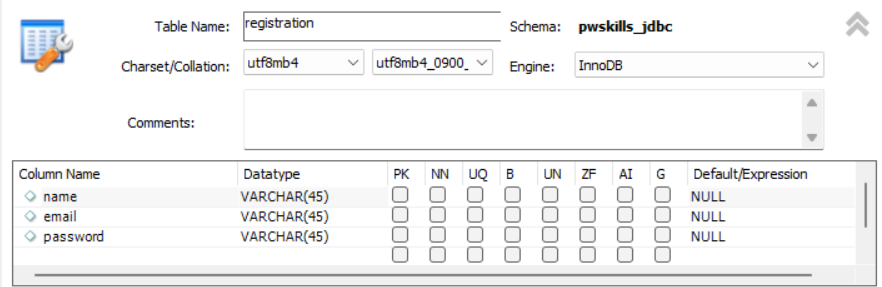 Table Name: registration Schema: pwskills_jdbc
Charset/Collation: utf8mb4 utf8mb4_0900_ Engine: InnoDB
Comments:
Column Name Datatype PK NN UQ B UN ZF AI G Default/Expression
name VARCHAR(45) NULL
email VARCHAR(45) NULL
password VARCHAR(45) NULL